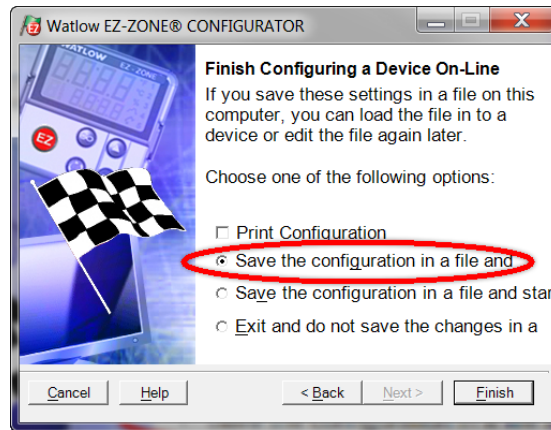 Watlow EZ-ZONE® CONFIGURATOR
WATLOW EZ-ZONE
EZ
Finish Configuring a Device On-Line
If you save these settings in a file on this
computer, you can load the file in to a
device or edit the file again later.
Choose one of the following options:
Print Configuration
Save the configuration in a file and
Save the configuration in a file and star
Exit and do not save the changes in a
Cancel Help < Back Next > Finish